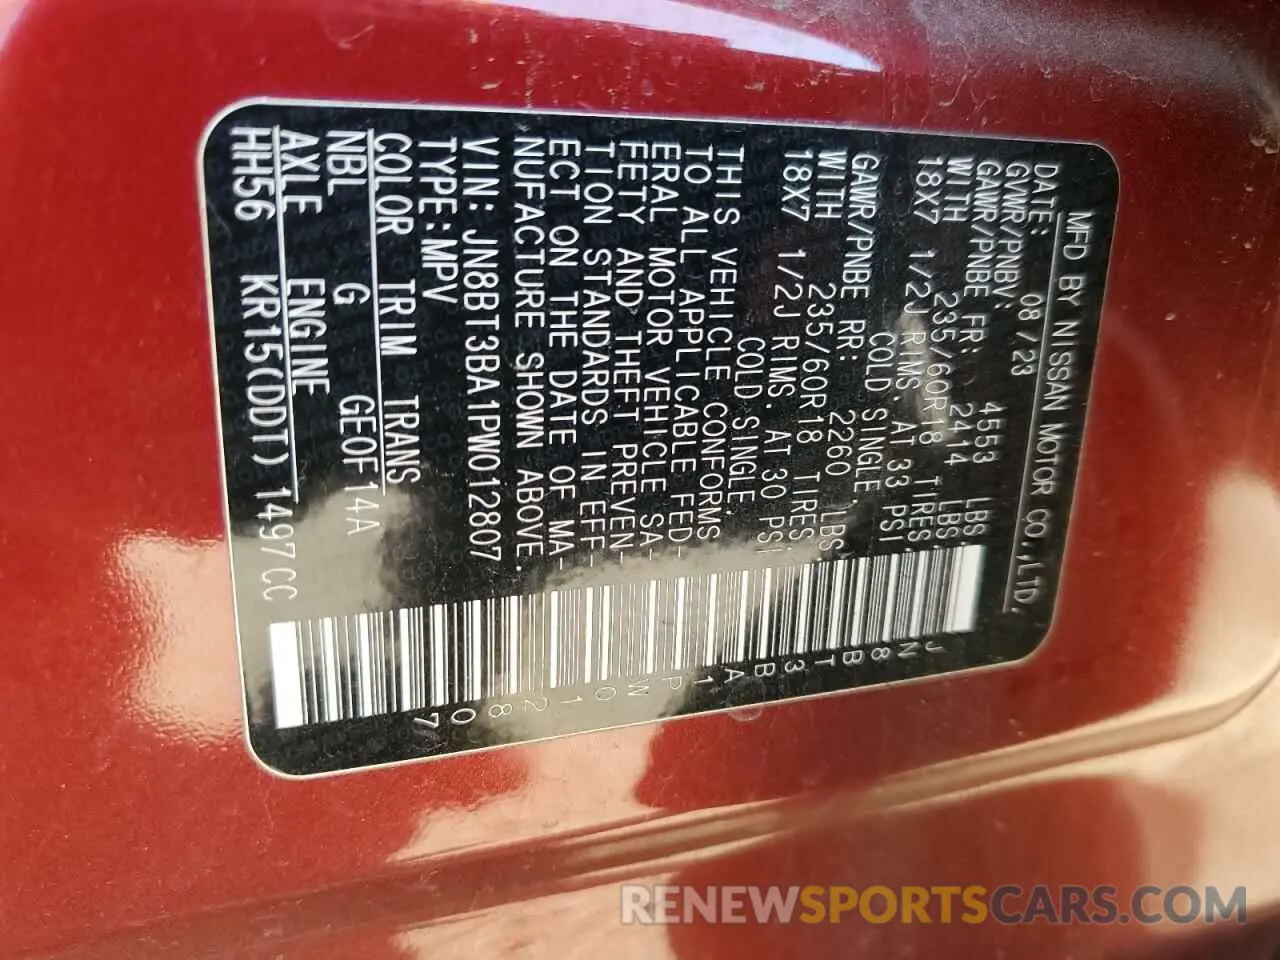 MFD BY NISSAN MOTOR CO.,LTD.
DATE: 08/23
GVWR/PNBV: 4553 LBS
GAWR/PNBE FR: 2414 LBS
WITH 235/60R18 TIRES.
18X7 1/2J RIMS. AT 33 PSI
COLD SINGLE.
GAWR/PNBE RR: 2260 LBS.
WITH 235/60R18 TIRES.
18X7 1/2J RIMS. AT 30 PSI
COLD SINGLE.
THIS VEHICLE CONFORMS
TO ALL APPLICABLE FED-
ERAL MOTOR VEHICLE SA-
FETY AND THEFT PREVEN-
TION STANDARDS IN EFF-
ECT ON THE DATE OF MA-
NUFACTURE SHOWN ABOVE.
VIN: JN8BT3BA1PW012807
TYPE:MPV
COLOR TRIM TRANS
NBL G GE0F14A
AXLE ENGINE
HH56 KR15(DDT) 1497CC
JN8BT3BA1PW012807
RENEWSPORTSCARS.COM